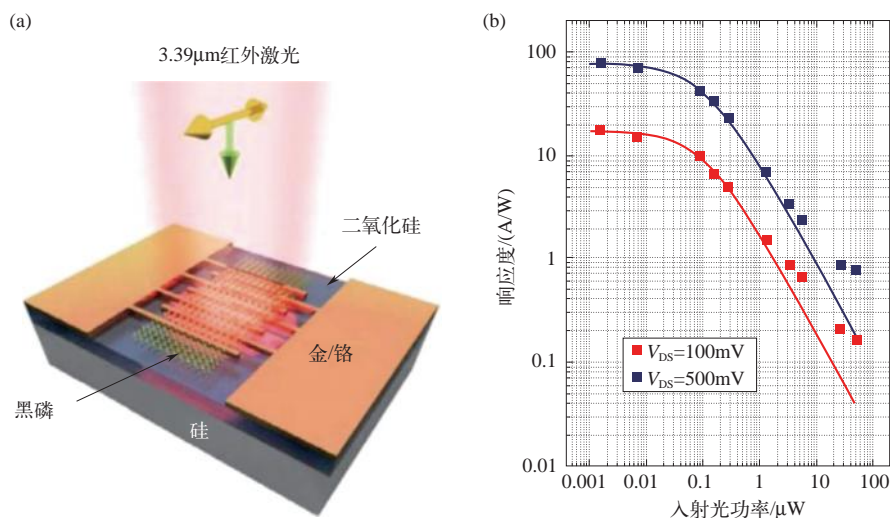 (a)
3.39μm红外激光
二氧化硅
金/铬
黑磷
硅
(b)
响应度/(A/W)
100
10
1
0.1
0.01
V_DS=100mV
V_DS=500mV
0.001 0.01 0.1 1 10 100
入射光功率/μW